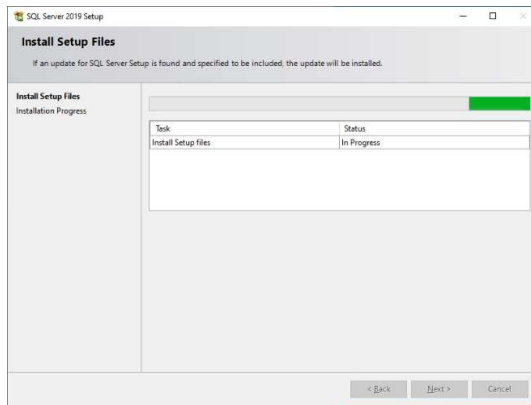 SQL Server 2019 Setup
Install Setup Files
If an update for SQL Server Setup is found and specified to be included, the update will be installed.
Install Setup Files
Installation Progress
Task Status
Install Setup files In Progress
< Back Next > Cancel